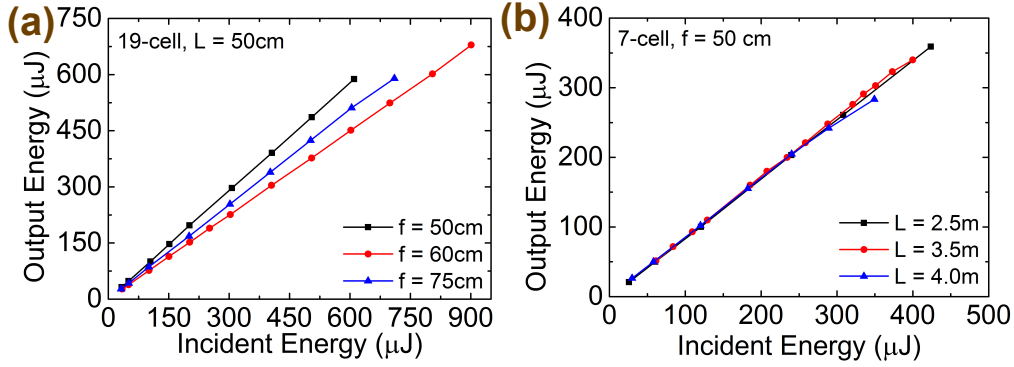 (a)
19-cell, L = 50cm
Output Energy (μJ)
750
600
450
300
150
0
0 150 300 450 600 750 900
Incident Energy (μJ)
f = 50cm
f = 60cm
f = 75cm
(b)
7-cell, f = 50 cm
Output Energy (μJ)
400
300
200
100
0
0 100 200 300 400 500
Incident Energy (μJ)
L = 2.5m
L = 3.5m
L = 4.0m